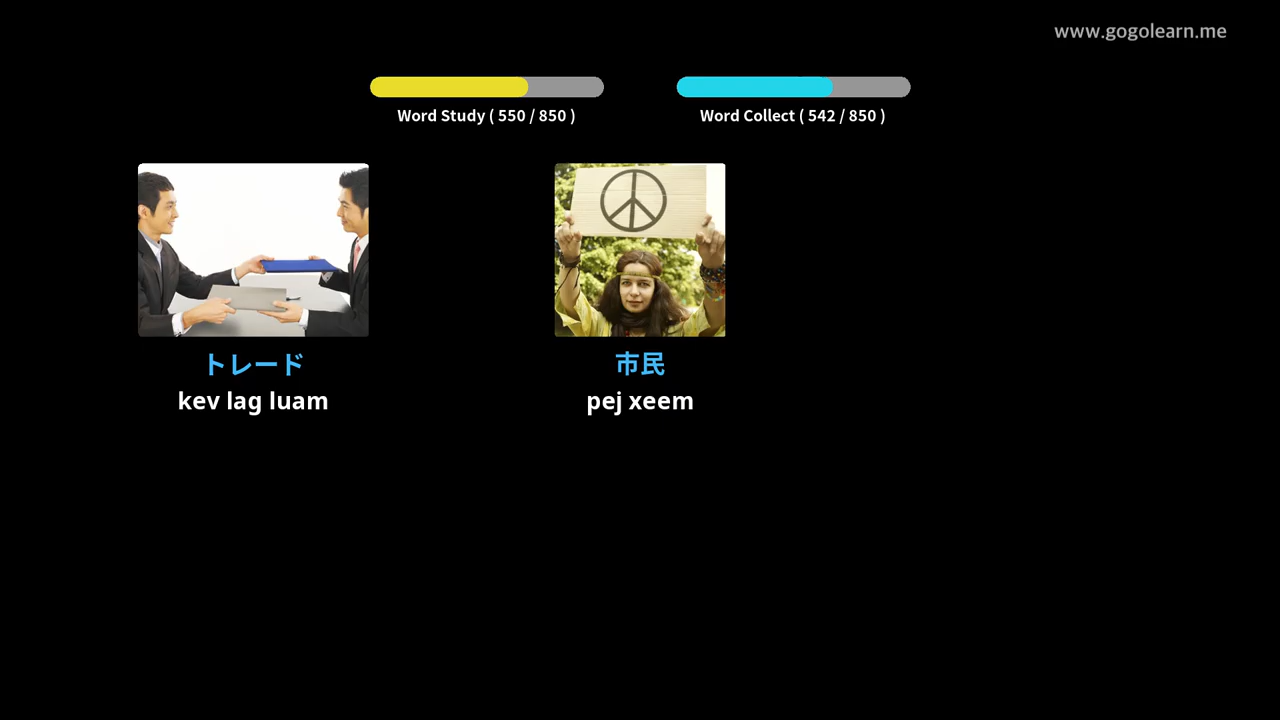 www.gogolearn.me
Word Study ( 550 / 850 )
Word Collect ( 542 / 850 )
トレード
kev lag luam
市民
pej xeem